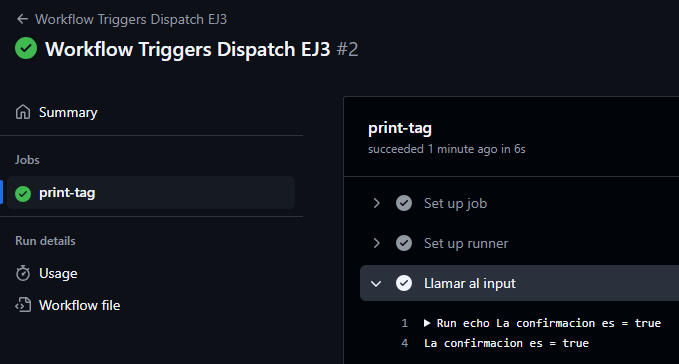 ← Workflow Triggers Dispatch EJ3
Workflow Triggers Dispatch EJ3 #2
Summary
Jobs
print-tag
Run details
Usage
Workflow file
print-tag
succeeded 1 minute ago in 6s
Set up job
Set up runner
Llamar al input
1 ▶ Run echo La confirmacion es = true
4 La confirmacion es = true